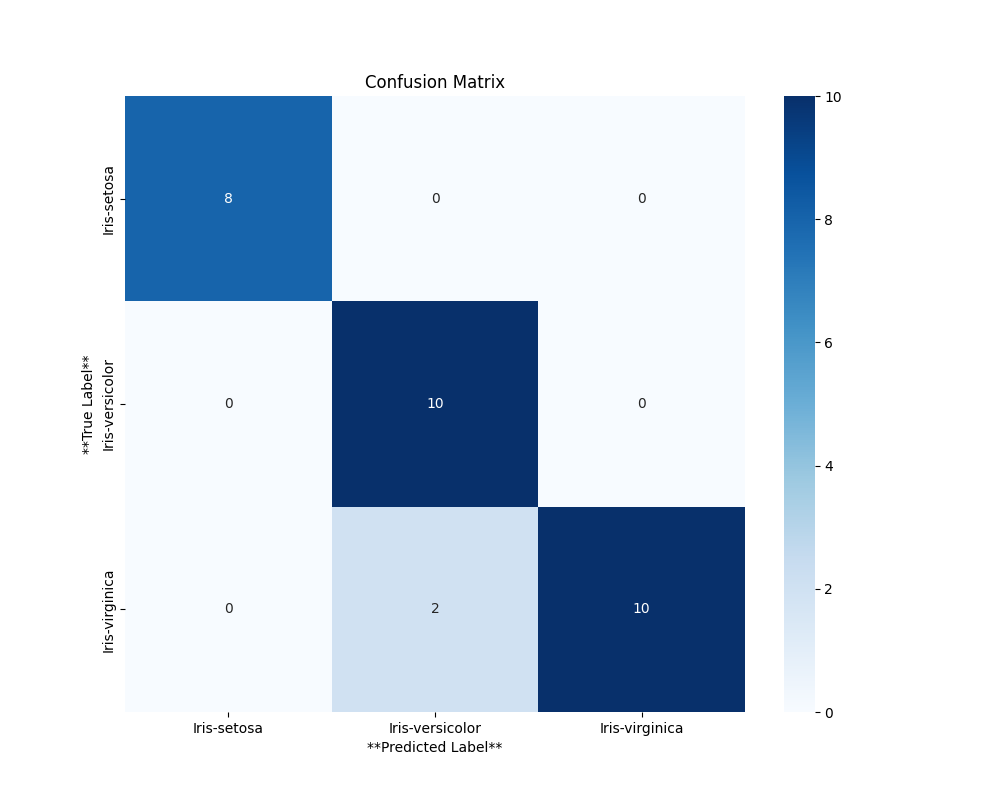 Confusion Matrix
Iris-setosa
8 0 0
Iris-versicolor
0 10 0
Iris-virginica
0 2 10
**True Label**
Iris-setosa Iris-versicolor Iris-virginica
**Predicted Label**
10
8
6
4
2
0